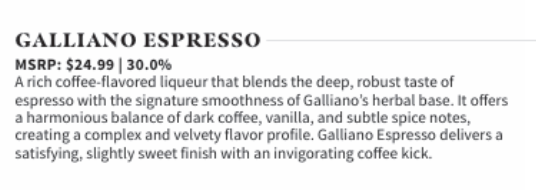 GALLIANO ESPRESSO
MSRP: $24.99 | 30.0%
A rich coffee-flavored liqueur that blends the deep, robust taste of
espresso with the signature smoothness of Galliano's herbal base. It offers
a harmonious balance of dark coffee, vanilla, and subtle spice notes,
creating a complex and velvety flavor profile. Galliano Espresso delivers a
satisfying, slightly sweet finish with an invigorating coffee kick.